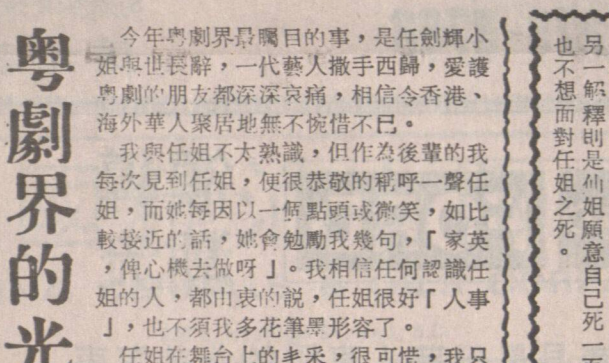 粵劇界的光
今年粵劇界最矚目的事，是任劍輝小
姐與世長辭，一代藝人撒手西歸，愛護
粵劇的朋友都深深哀痛，相信令香港、
海外華人聚居地無不惋惜不已。
我與任姐不太熟識，但作為後輩的我
每次見到任姐，便很恭敬的稱呼一聲任
姐，而她每因以一個點頭或微笑，如比
較接近的話，她會勉勵我幾句，「家英
，俾心機去做呀」。我相信任何認識任
姐的人，都由衷的說，任姐很好「人事
」，也不須我多花筆墨形容了。
任姐在舞台上的丰采，很可惜，我只
另一解釋則是仙姐願意自己死一
也不想面對任姐之死。